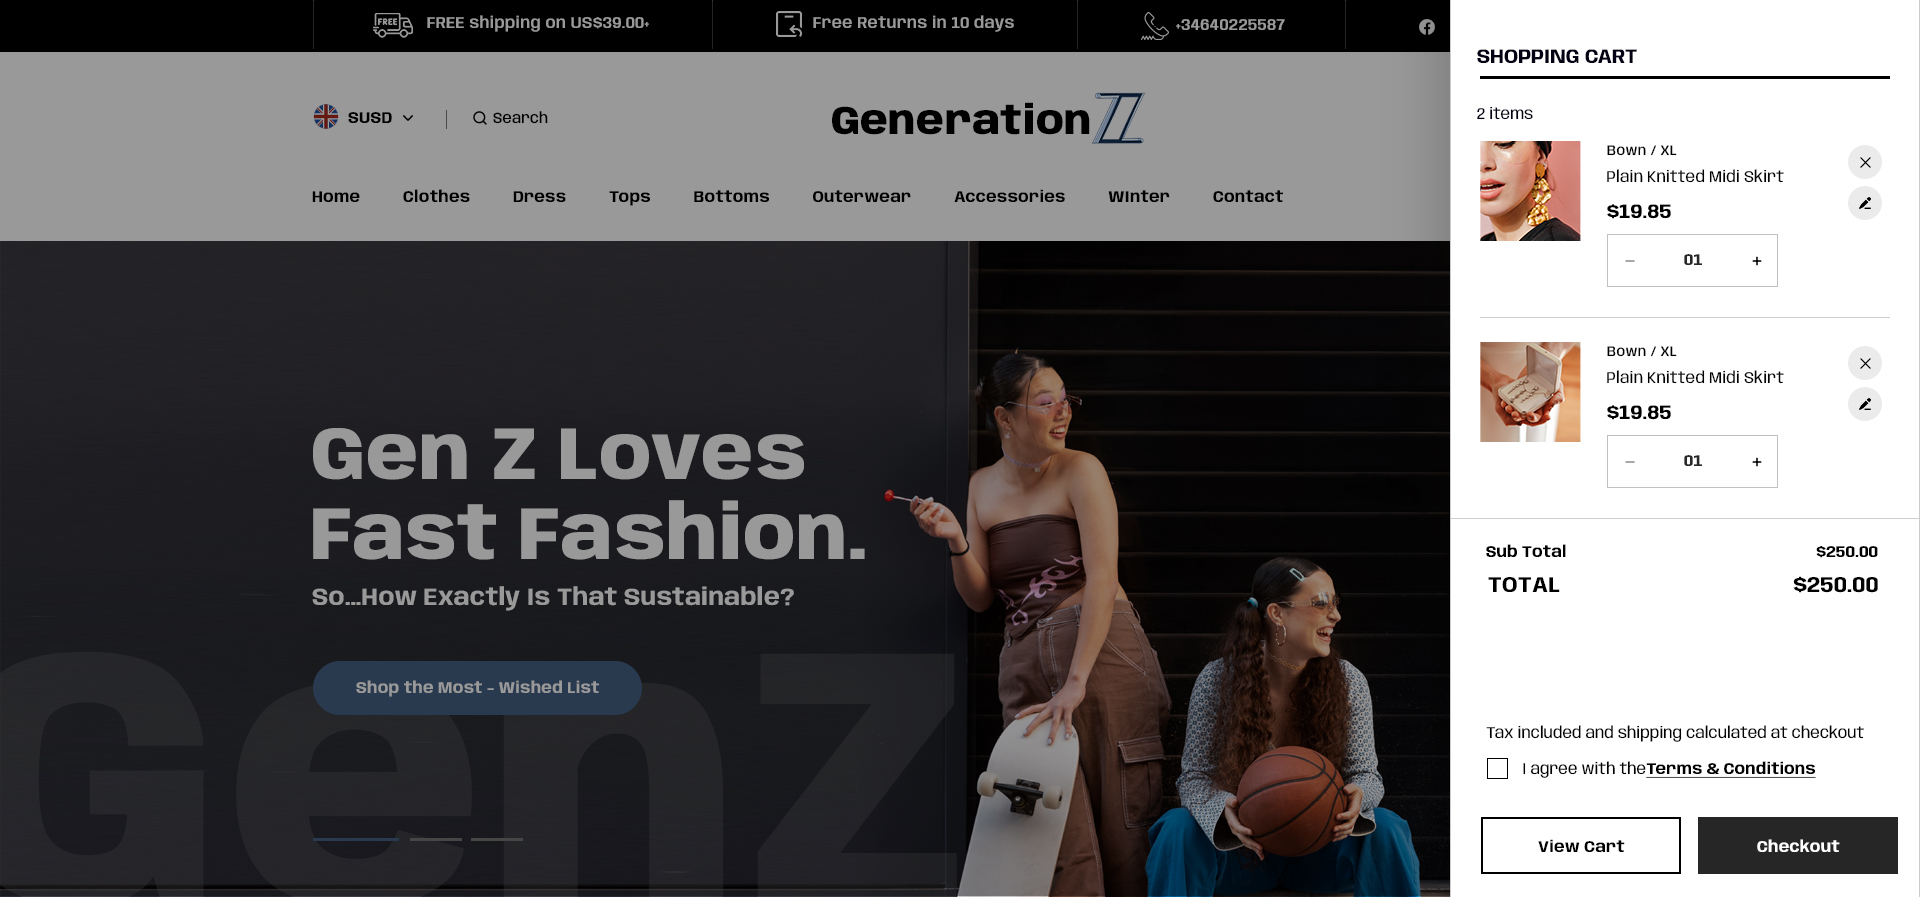 FREE
FREE shipping on US$39.00+
Free Returns in 10 days
+34640225587
SUSD
Search
GenerationZ
Home
Clothes
Dress
Tops
Bottoms
Outerwear
Accessories
WInter
Contact
Gen Z Loves
Fast Fashion.
So...How Exactly Is That Sustainable?
Shop the Most - Wished List
GenZ
SHOPPING CART
2 items
Bown / XL
Plain Knitted Midi Skirt
$19.85
01
Bown / XL
Plain Knitted Midi Skirt
$19.85
01
Sub Total $250.00
TOTAL $250.00
Tax included and shipping calculated at checkout
I agree with theTerms & Conditions
View Cart
Checkout